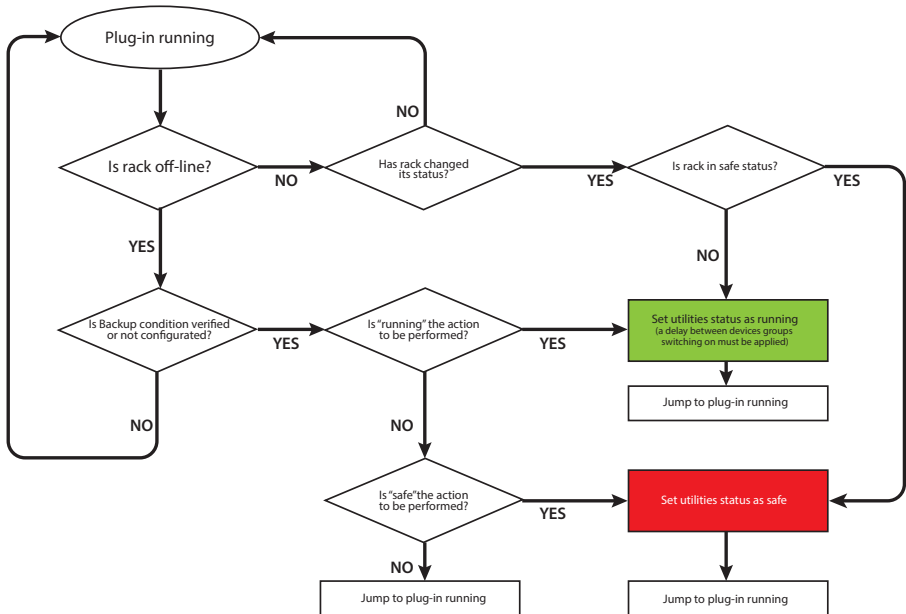 Plug-in running
NO
Is rack off-line?
NO
Has rack changed
its status?
YES
Is rack in safe status?
YES
YES
NO
Is Backup condition verified
or not configurated?
YES
Is "running" the action
to be performed?
YES
Set utilities status as running
(a delay between devices groups
switching on must be applied)
Jump to plug-in running
NO
NO
Is "safe" the action
to be performed?
YES
Set utilities status as safe
NO
Jump to plug-in running
Jump to plug-in running